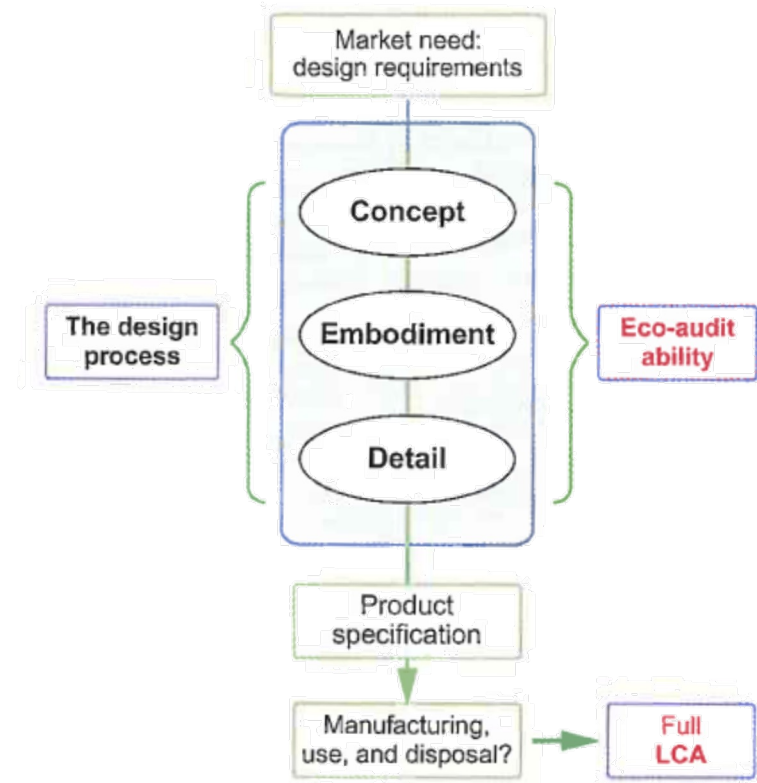 Market need:
design requirements
Concept
The design
process
Embodiment
Eco-audit
ability
Detail
Product
specification
Manufacturing,
use, and disposal?
Full
LCA